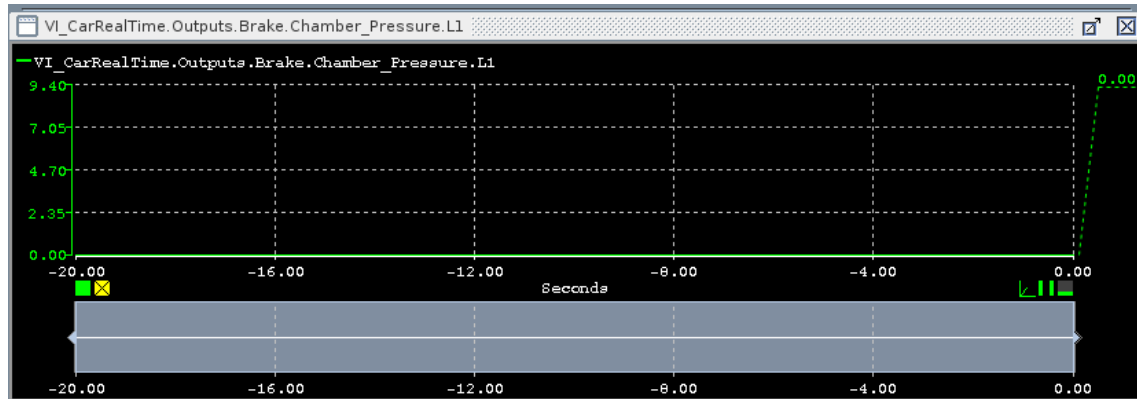 VI_CarRealTime.Outputs.Brake.Chamber_Pressure.L1
VI_CarRealTime.Outputs.Brake.Chamber_Pressure.L1
0.00
9.40
7.05
4.70
2.35
0.00
-20.00 -16.00 -12.00 -8.00 -4.00 0.00
Seconds
-20.00 -16.00 -12.00 -8.00 -4.00 0.00